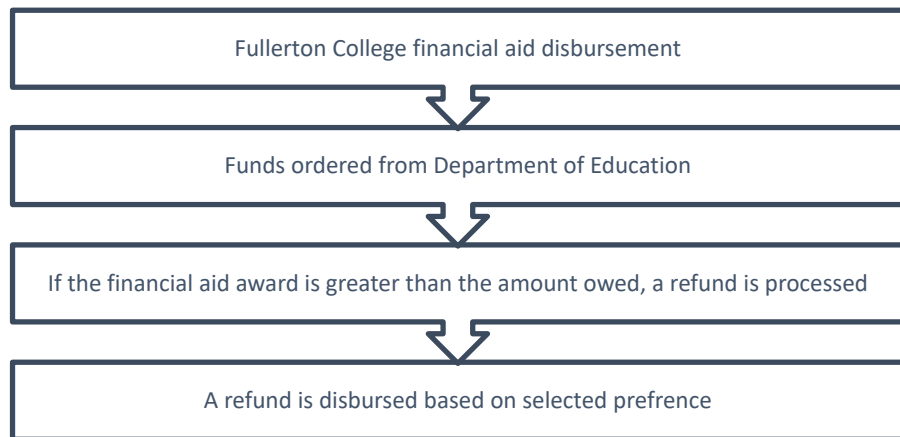 Fullerton College financial aid disbursement
Funds ordered from Department of Education
If the financial aid award is greater than the amount owed, a refund is processed
A refund is disbursed based on selected prefrence